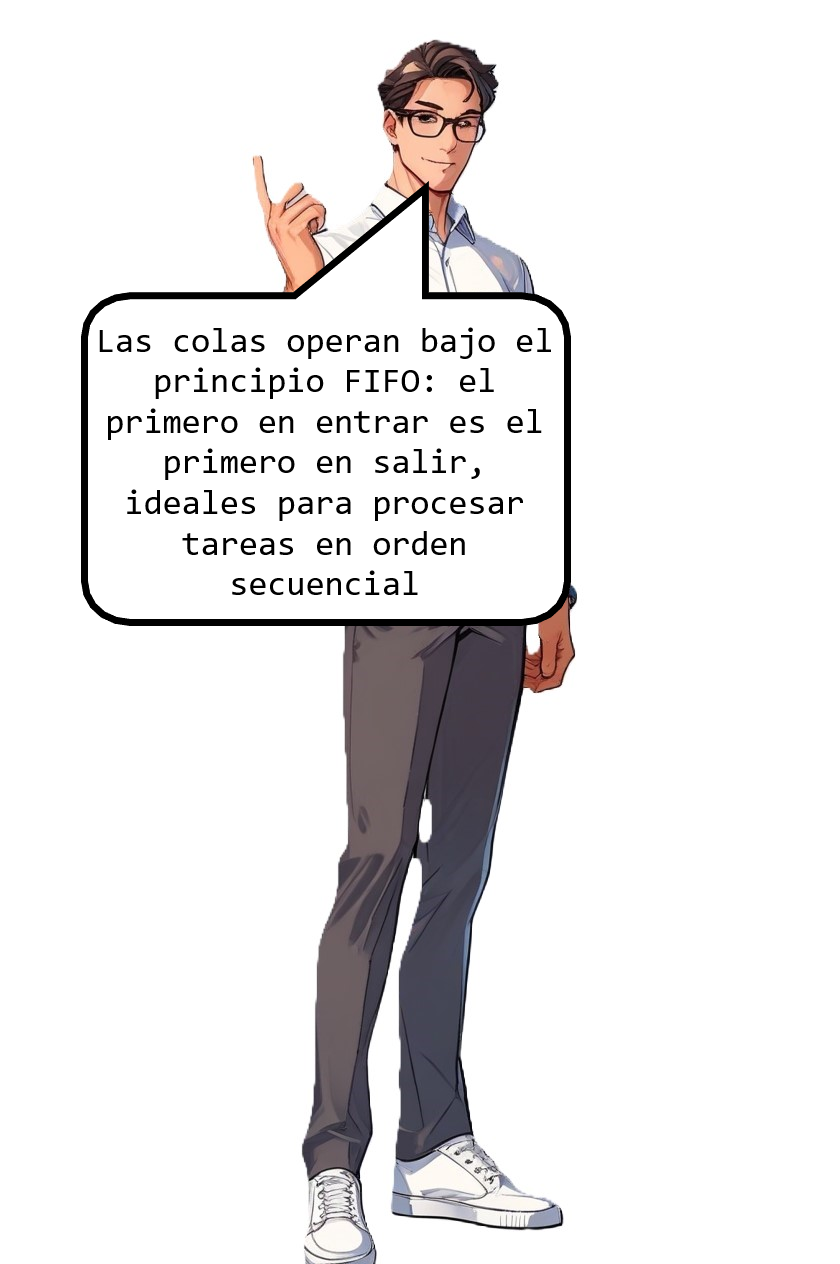 Las colas operan bajo el
principio FIFO: el
primero en entrar es el
primero en salir,
ideales para procesar
tareas en orden
secuencial